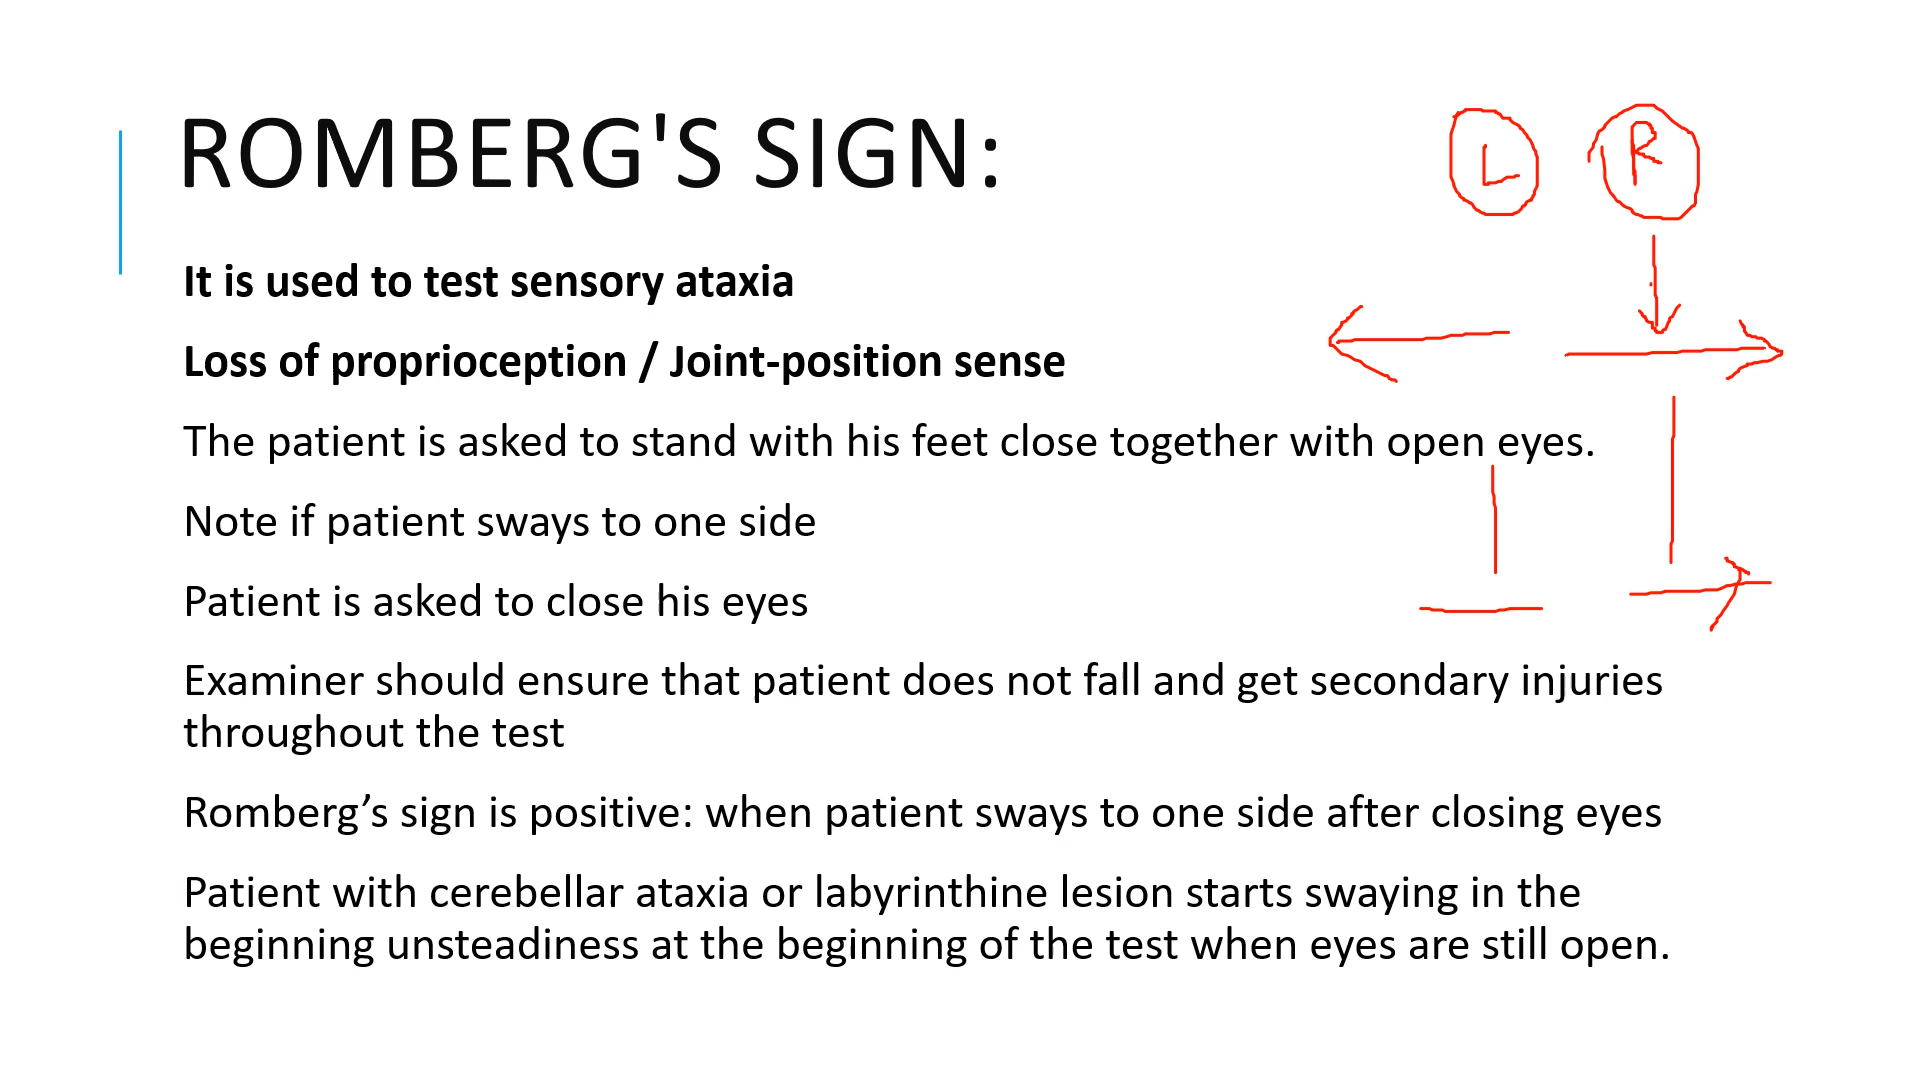 ROMBERG'S SIGN:
L R
It is used to test sensory ataxia
Loss of proprioception / Joint-position sense
The patient is asked to stand with his feet close together with open eyes.
Note if patient sways to one side
Patient is asked to close his eyes
Examiner should ensure that patient does not fall and get secondary injuries
throughout the test
Romberg’s sign is positive: when patient sways to one side after closing eyes
Patient with cerebellar ataxia or labyrinthine lesion starts swaying in the
beginning unsteadiness at the beginning of the test when eyes are still open.